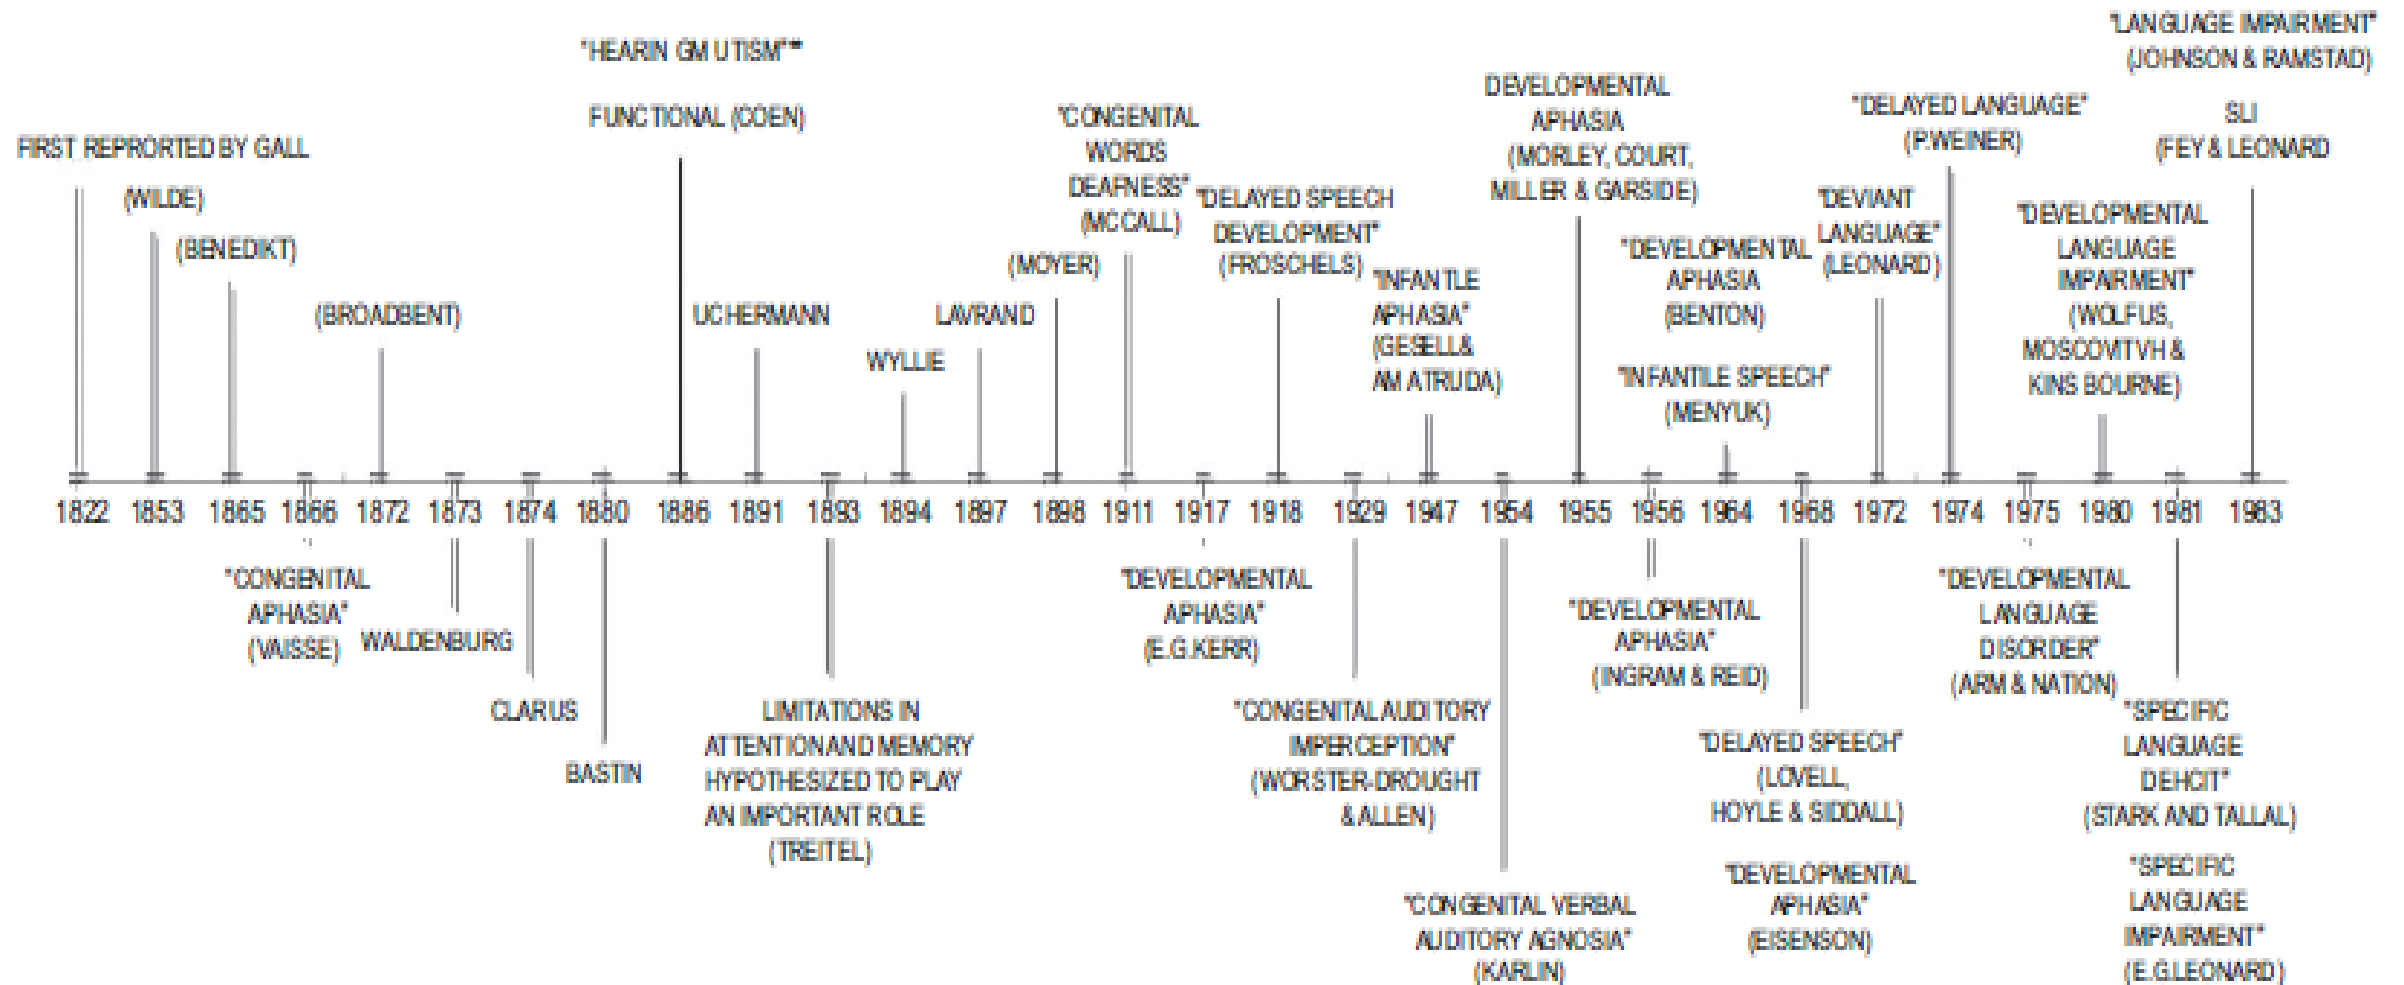 "LANGUAGE IMPAIRMENT"
(JOHNSON & RAMSTAD)
"HEARIN GM UTISM"**
FUNCTIONAL (COEN)
FIRST REPRORTED BY GALL
(WILDE)
(BENEDIKT)
(BROADBENT)
UCHERMANN
WYLLIE
LAVRAND
(MOYER)
"CONGENITAL
WORDS
DEAFNESS"
(MCCALL)
"DELAYED SPEECH
DEVELOPMENT"
(FROSCHELS)
"INFANTLE
APHASIA"
(GESELL&
AM ATRUDA)
DEVELOPMENTAL
APHASIA
(MORLEY, COURT,
MILLER & GARSIDE)
"DEVELOPMENTAL
APHASIA
(BENTON)
"INFANTILE SPEECH"
(MENYUK)
"DEVIANT
LANGUAGE"
(LEONARD)
"DELAYED LANGUAGE"
(P.WEINER)
"DEVELOPMENTAL
LANGUAGE
IMPAIRMENT"
(WOLFUS,
MOSCOVITVH &
KINS BOURNE)
SLI
(FEY & LEONARD
1822 1853 1865 1866 1872 1873 1874 1880 1886 1891 1893 1894 1897 1898 1911 1917 1918 1929 1947 1954 1955 1956 1964 1968 1972 1974 1975 1980 1981 1983
"CONGENITAL
APHASIA"
(VAISSE)
WALDENBURG
CLARUS
BASTIN
LIMITATIONS IN
ATTENTION AND MEMORY
HYPOTHESIZED TO PLAY
AN IMPORTANT ROLE
(TREITEL)
"DEVELOPMENTAL
APHASIA"
(E.G.KERR)
"CONGENITAL AUDITORY
IMPERCEPTION"
(WORSTER-DROUGHT
& ALLEN)
"CONGENITAL VERBAL
AUDITORY AGNOSIA"
(KARLIN)
"DEVELOPMENTAL
APHASIA"
(INGRAM & REID)
"DELAYED SPEECH"
(LOVELL,
HOYLE & SIDDALL)
"DEVELOPMENTAL
APHASIA"
(EISENSON)
"DEVELOPMENTAL
LANGUAGE
DISORDER"
(ARM & NATION)
"SPECIFIC
LANGUAGE
DEHCIT"
(STARK AND TALLAL)
"SPECIFIC
LANGUAGE
IMPAIRMENT"
(E.G.LEONARD)